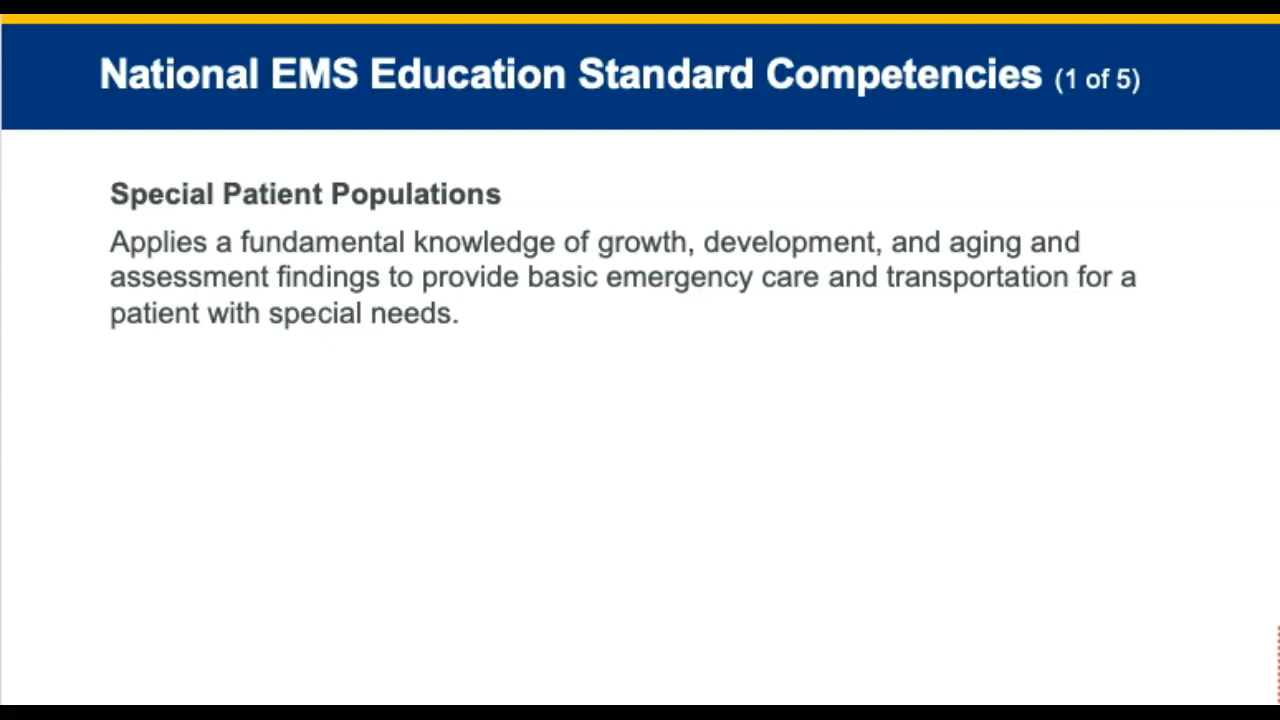 National EMS Education Standard Competencies (1 of 5)
Special Patient Populations
Applies a fundamental knowledge of growth, development, and aging and
assessment findings to provide basic emergency care and transportation for a
patient with special needs.